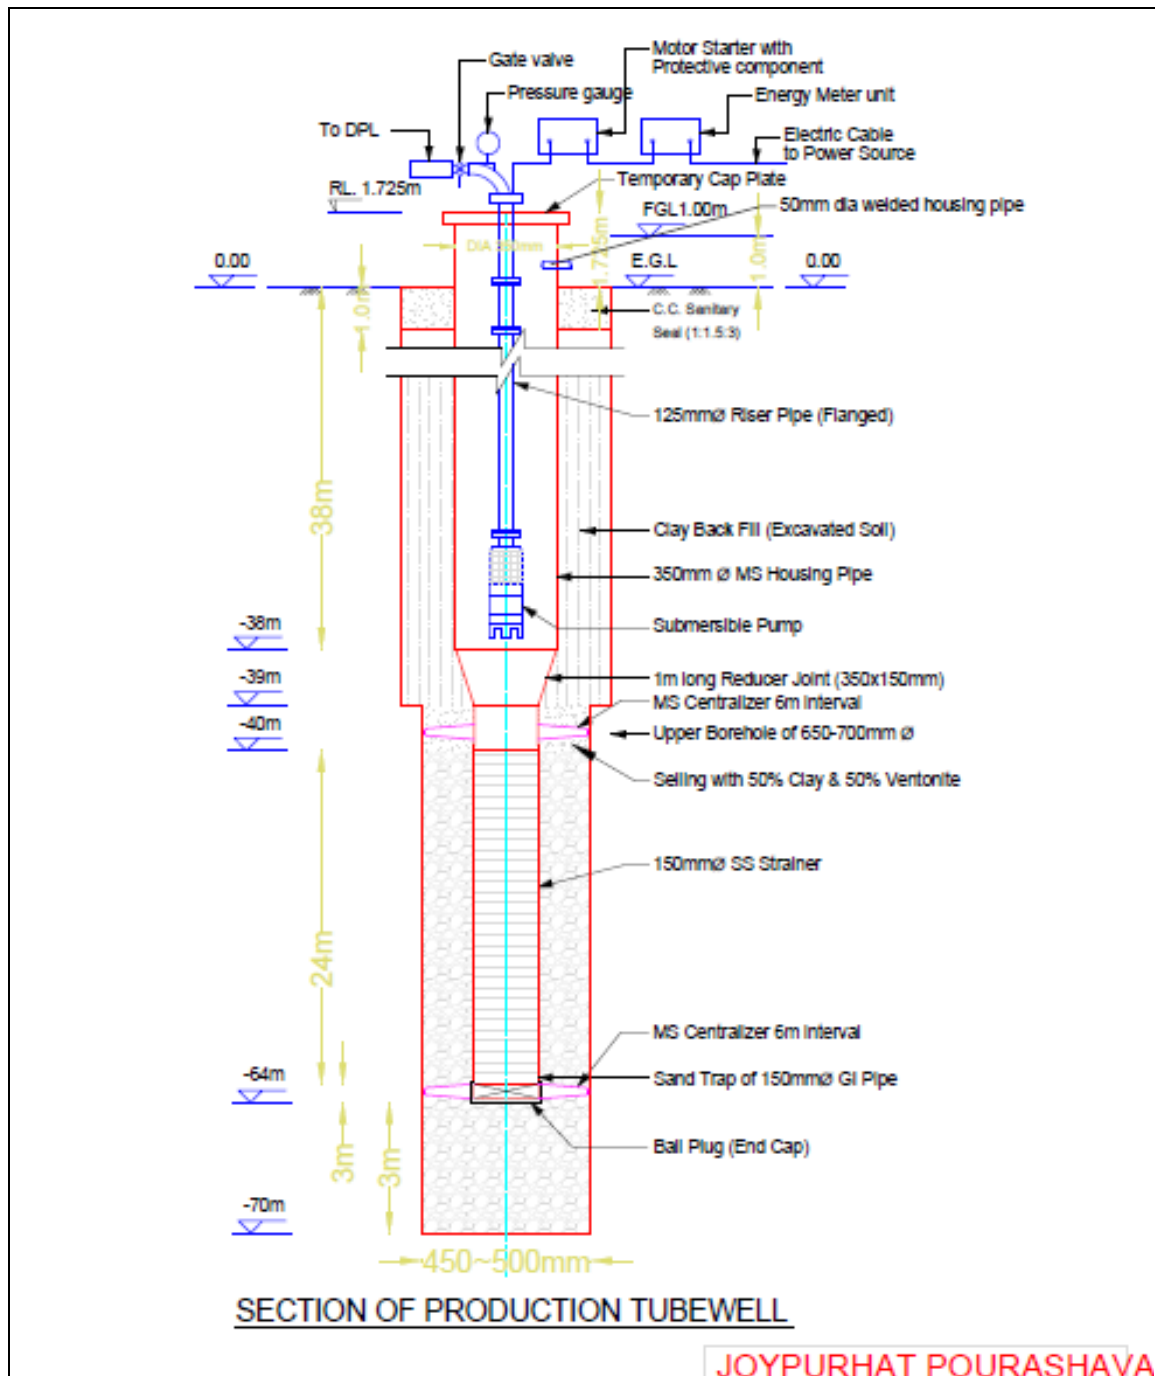 Motor Starter with
Protective component
Gate valve
Pressure gauge
Energy Meter unit
To DPL
Electric Cable
to Power Source
Temporary Cap Plate
RL. 1.725m
FGL1.00m
50mm dia welded housing pipe
DIA 350mm
1.725m
1.0m
0.00
E.G.L
0.00
1.0m
C.C. Sanitary
Seal (1:1.5:3)
125mmØ Riser Pipe (Flanged)
38m
Clay Back Fill (Excavated Soil)
350mm Ø MS Housing Pipe
Submersible Pump
-38m
1m long Reducer Joint (350x150mm)
-39m
MS Centralizer 6m Interval
-40m
Upper Borehole of 650-700mm Ø
Seling with 50% Clay & 50% Ventonite
150mmØ SS Strainer
24m
MS Centralizer 6m Interval
-64m
Sand Trap of 150mmØ GI Pipe
Ball Plug (End Cap)
3m
3m
-70m
450~500mm
SECTION OF PRODUCTION TUBEWELL
JOYPURHAT POURASHAVA